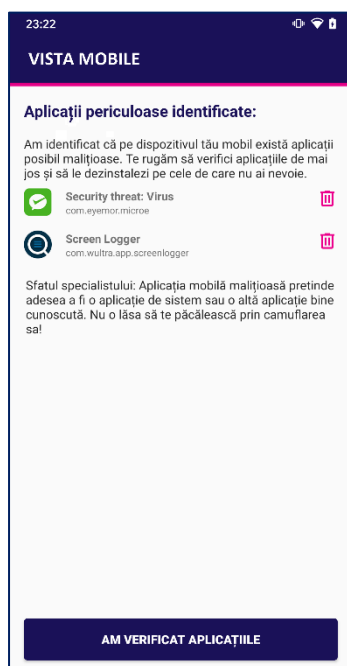 23:22
VISTA MOBILE
Aplicații periculoase identificate:
Am identificat că pe dispozitivul tău mobil există aplicații
posibil malițioase. Te rugăm să verifici aplicațiile de mai
jos și să le dezinstalezi pe cele de care nu ai nevoie.
Security threat: Virus
com.eyemor.microe
Screen Logger
com.wultra.app.screenlogger
Sfatul specialistului: Aplicația mobilă malițioasă pretinde
adesea a fi o aplicație de sistem sau o altă aplicație bine
cunoscută. Nu o lăsa să te păcălească prin camuflarea
sa!
AM VERIFICAT APLICAȚIILE